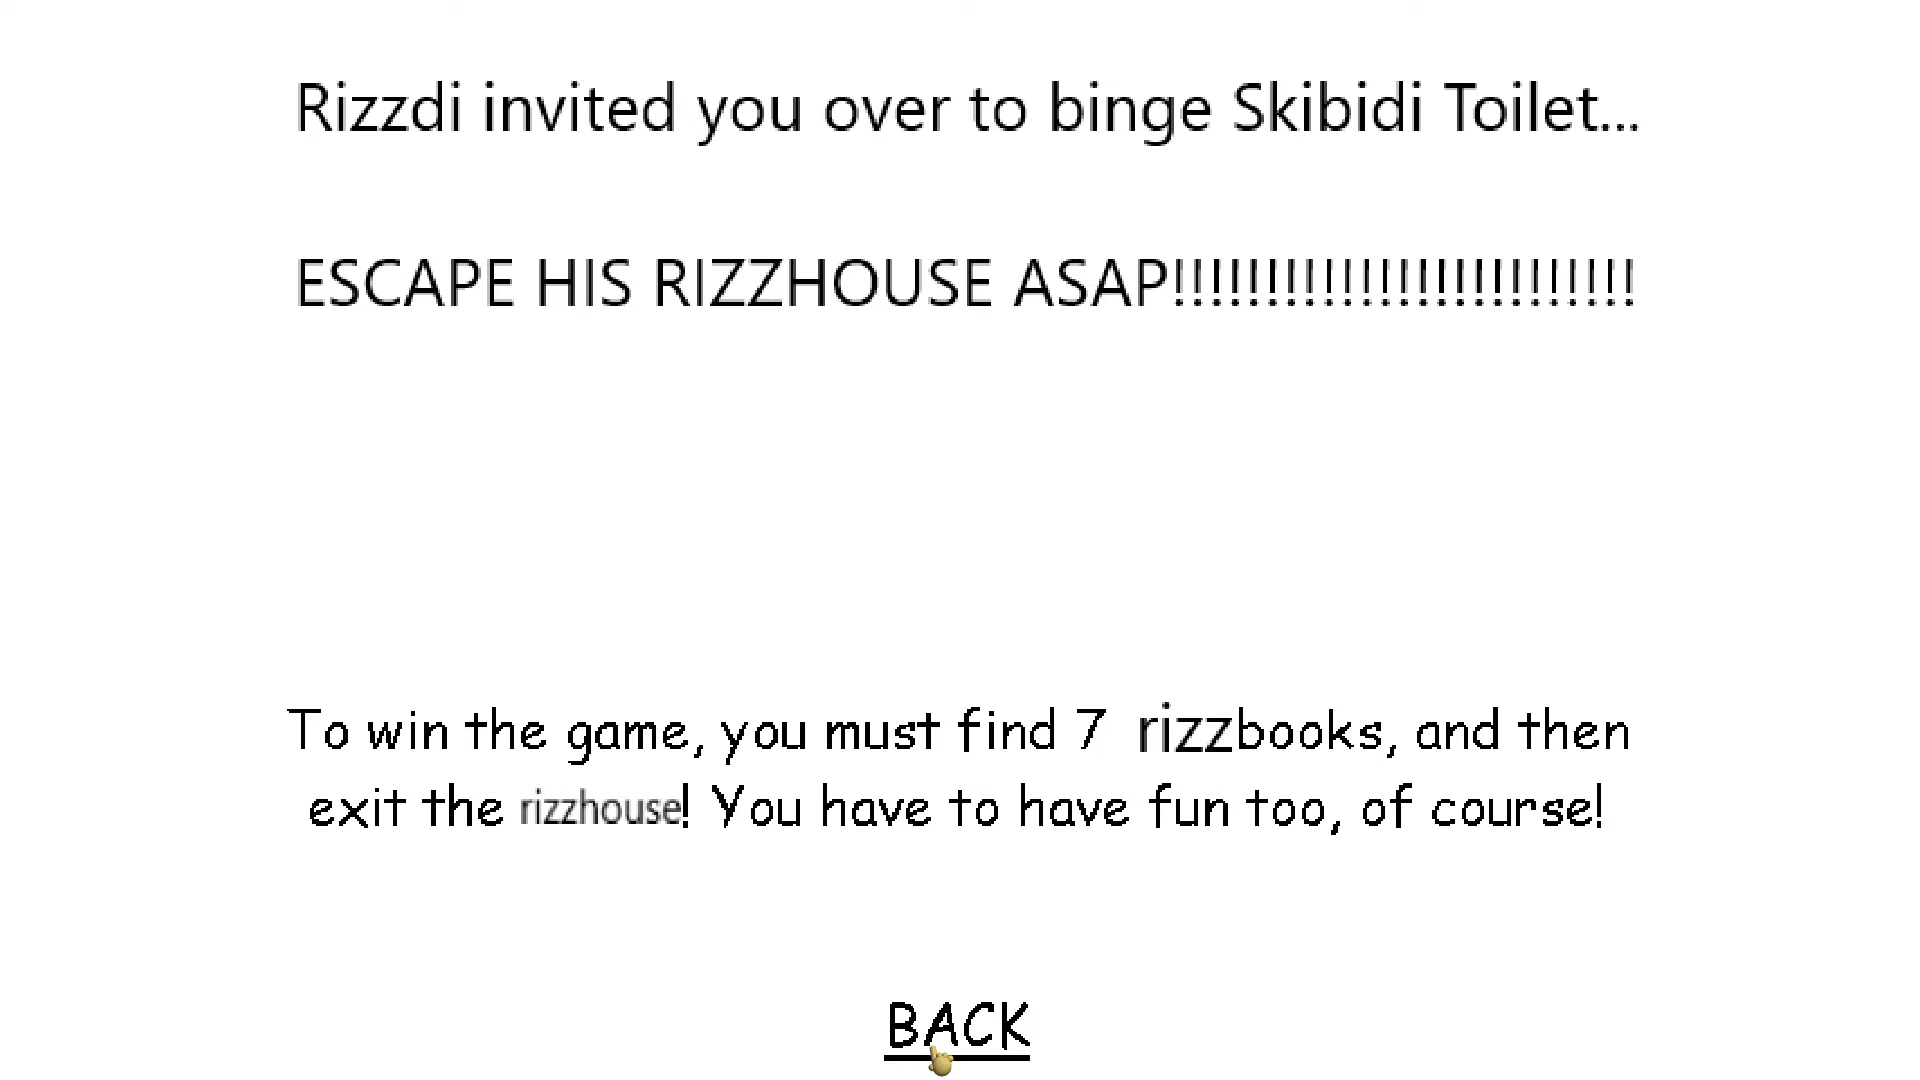 Rizzdi invited you over to binge Skibidi Toilet...
ESCAPE HIS RIZZHOUSE ASAP!!!!!!!!!!!!!!!!!!!!!!!!!
To win the game, you must find 7 rizzbooks, and then
exit the rizzhouse! You have to have fun too, of course!
BACK